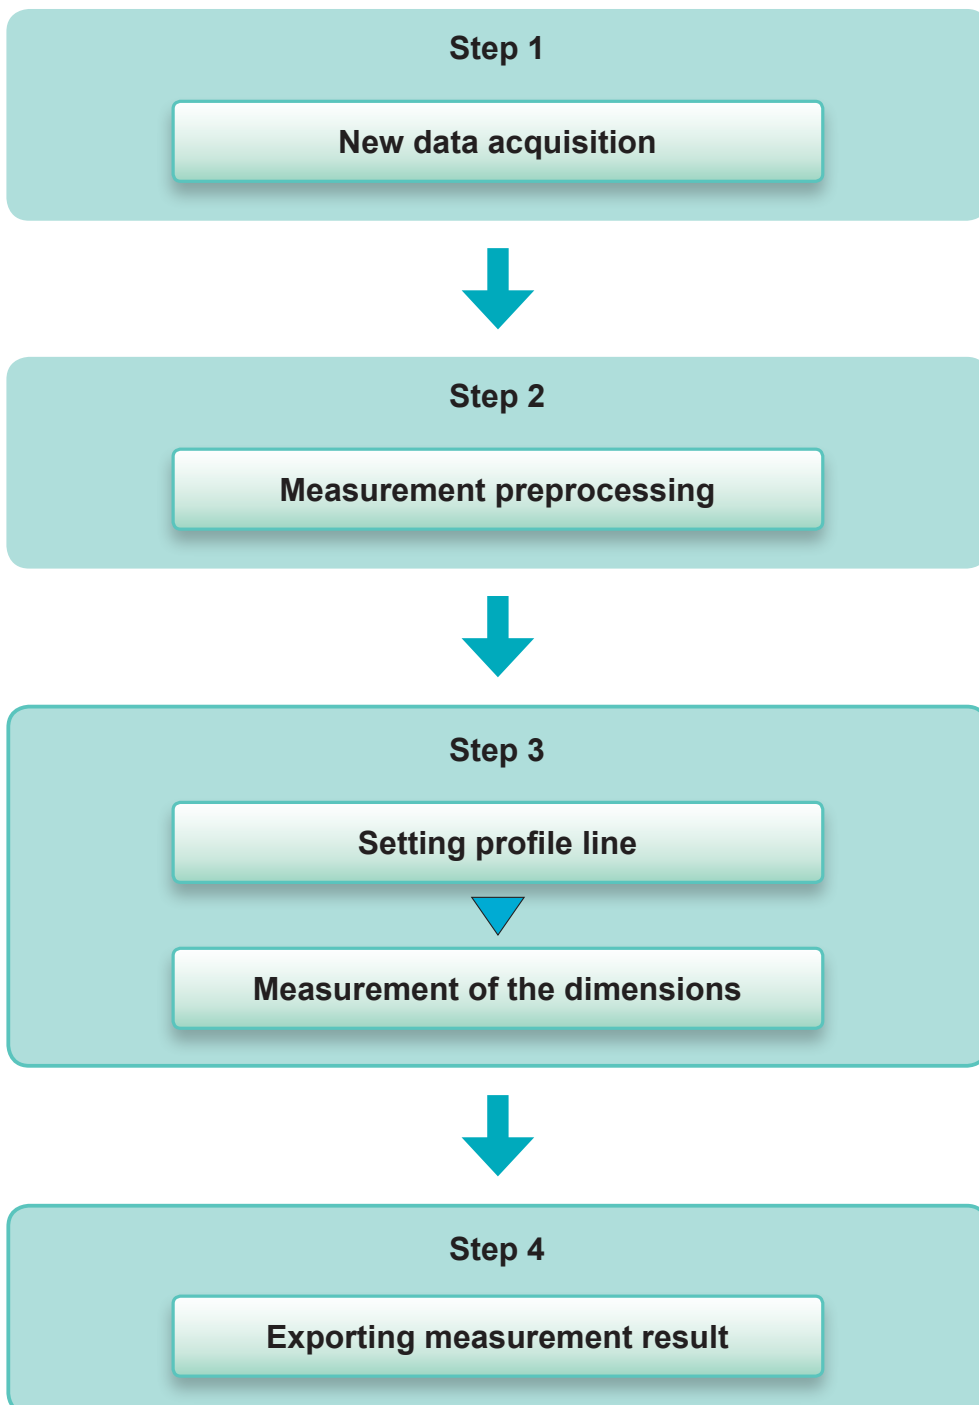 Step 1
New data acquisition
Step 2
Measurement preprocessing
Step 3
Setting profile line
Measurement of the dimensions
Step 4
Exporting measurement result